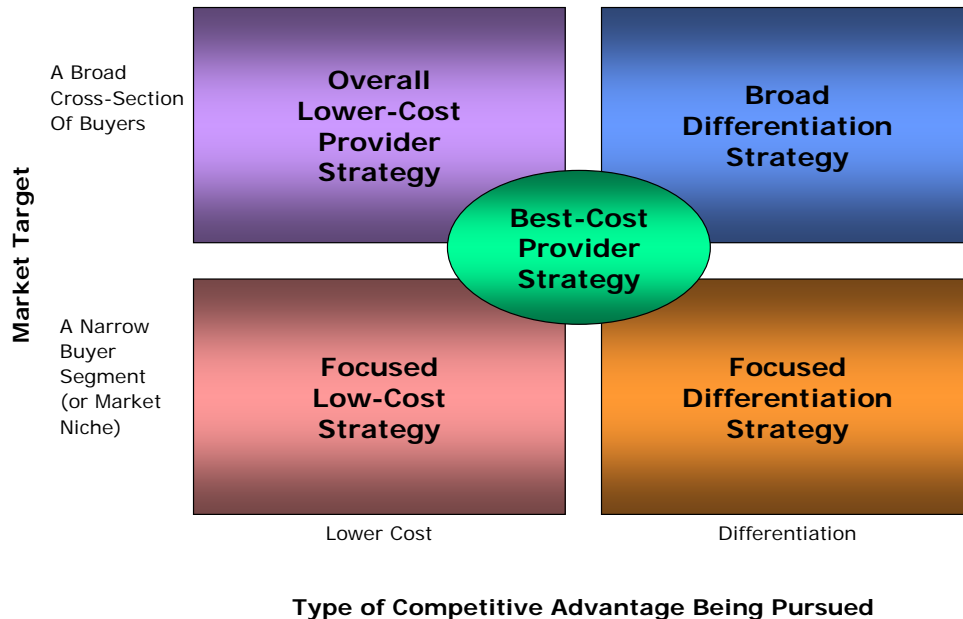 A Broad
Cross-Section
Of Buyers
Overall
Lower-Cost
Provider
Strategy
Broad
Differentiation
Strategy
Best-Cost
Provider
Strategy
Market Target
A Narrow
Buyer
Segment
(or Market
Niche)
Focused
Low-Cost
Strategy
Focused
Differentiation
Strategy
Lower Cost
Differentiation
Type of Competitive Advantage Being Pursued